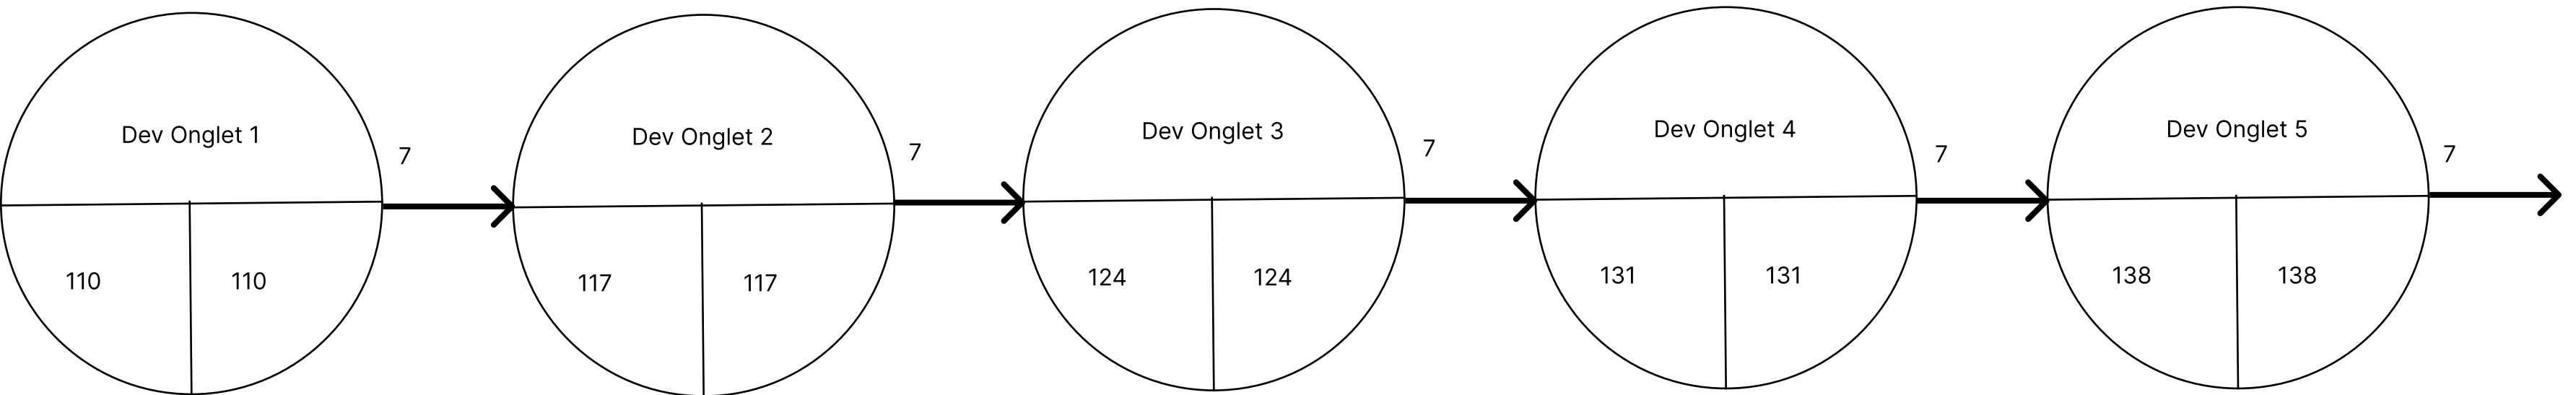 Dev Onglet 1
110 110
7
Dev Onglet 2
117 117
7
Dev Onglet 3
124 124
7
Dev Onglet 4
131 131
7
Dev Onglet 5
138 138
7